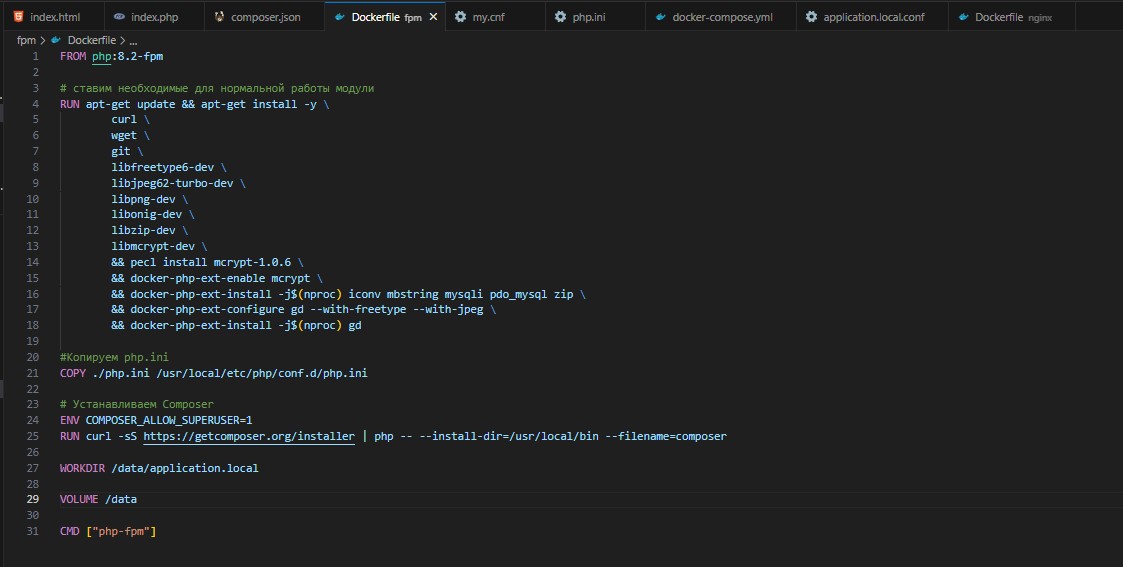 index.html index.php composer.json Dockerfile fpm my.cnf php.ini docker-compose.yml application.local.conf Dockerfile nginx
fpm > Dockerfile > ...
1 FROM php:8.2-fpm
2
3 # ставим необходимые для нормальной работы модули
4 RUN apt-get update && apt-get install -y \
5 curl \
6 wget \
7 git \
8 libfreetype6-dev \
9 libjpeg62-turbo-dev \
10 libpng-dev \
11 libonig-dev \
12 libzip-dev \
13 libmcrypt-dev \
14 && pecl install mcrypt-1.0.6 \
15 && docker-php-ext-enable mcrypt \
16 && docker-php-ext-install -j$(nproc) iconv mbstring mysqli pdo_mysql zip \
17 && docker-php-ext-configure gd --with-freetype --with-jpeg \
18 && docker-php-ext-install -j$(nproc) gd
19
20 #Копируем php.ini
21 COPY ./php.ini /usr/local/etc/php/conf.d/php.ini
22
23 # Устанавливаем Composer
24 ENV COMPOSER_ALLOW_SUPERUSER=1
25 RUN curl -sS https://getcomposer.org/installer | php -- --install-dir=/usr/local/bin --filename=composer
26
27 WORKDIR /data/application.local
28
29 VOLUME /data
30
31 CMD ["php-fpm"]